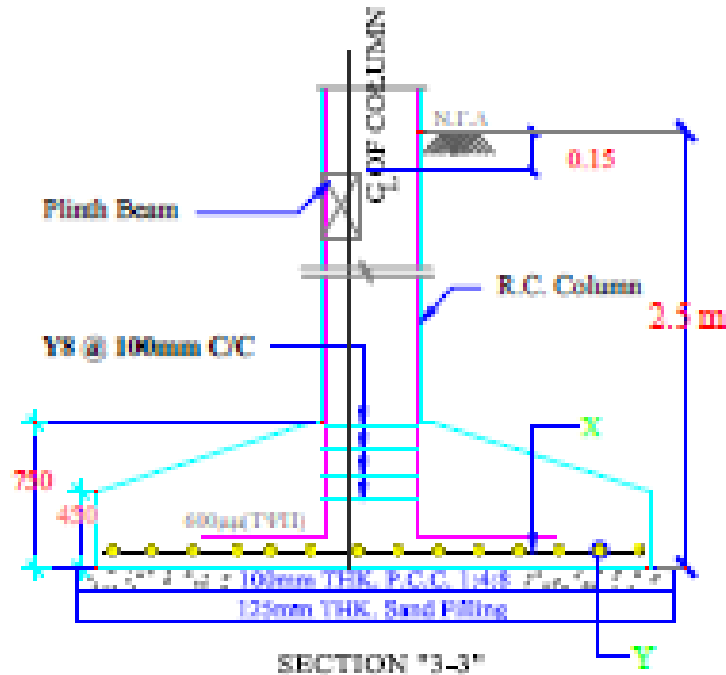 ℄ OF COLUMN
0.15
Plinth Beam
R.C. Column
2.5 m
Y8 @ 100mm C/C
X
750
450
100mm THK. P.C.C. 1:4:8
125mm THK. Sand Filling
Y
SECTION "3-3"